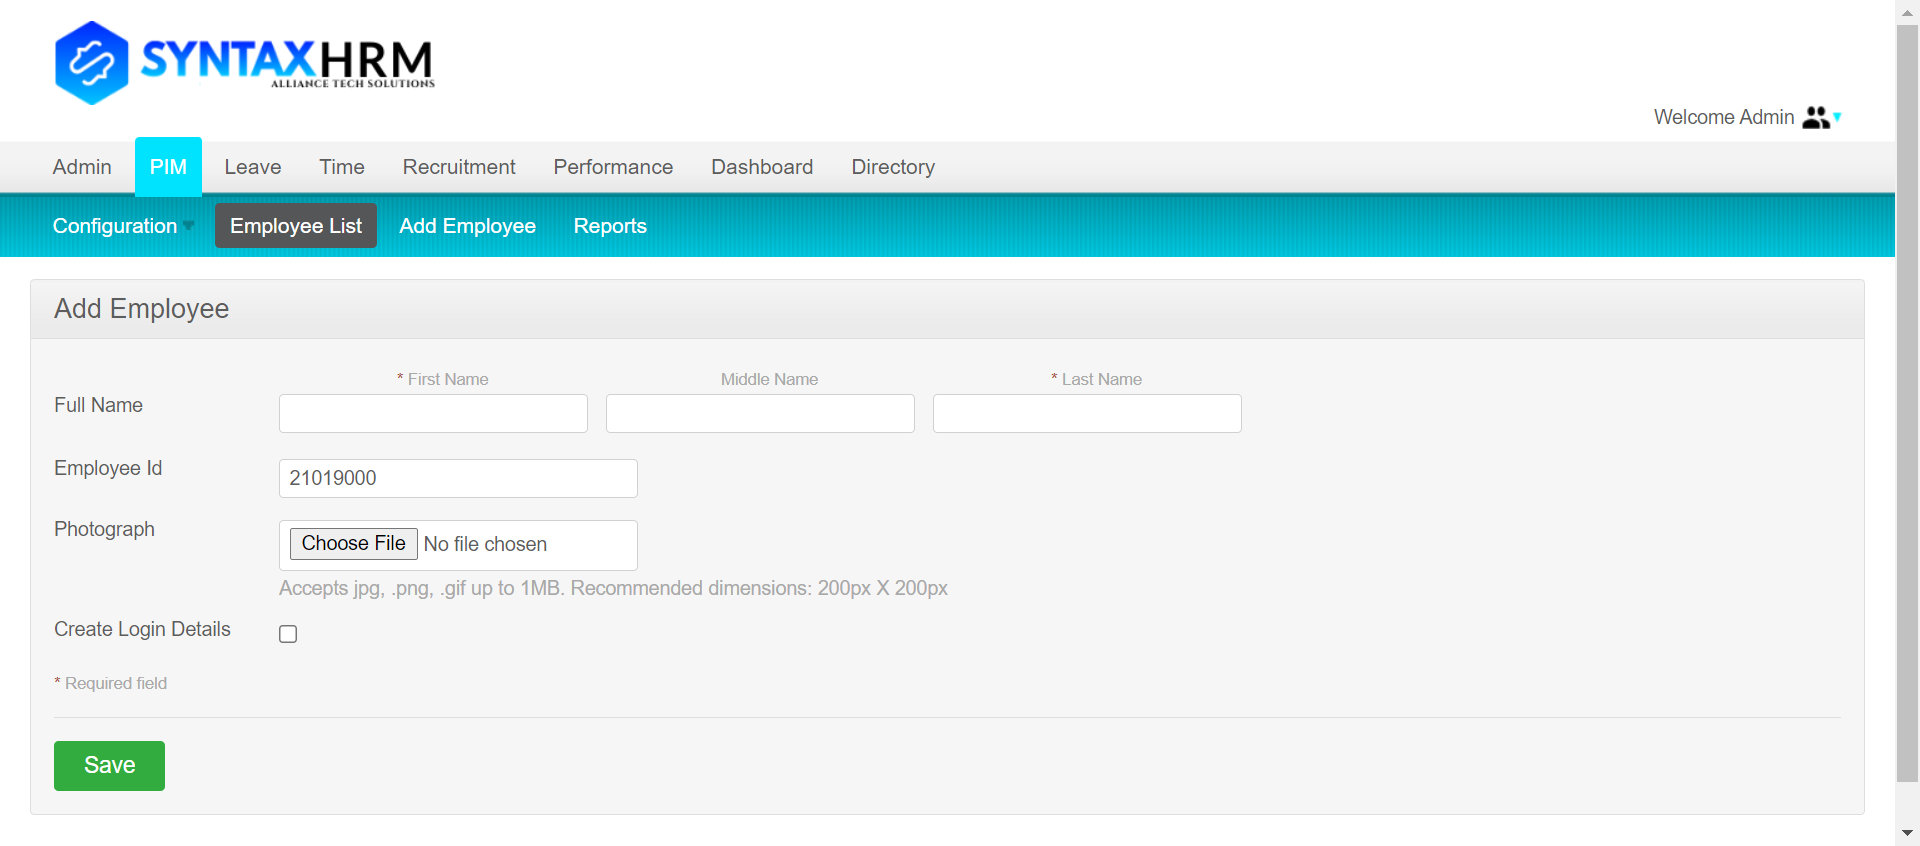 SYNTAXHRM
ALLIANCE TECH SOLUTIONS
Welcome Admin
Admin PIM Leave Time Recruitment Performance Dashboard Directory
Configuration Employee List Add Employee Reports
Add Employee
* First Name Middle Name * Last Name
Full Name
Employee Id 21019000
Photograph Choose File No file chosen
Accepts jpg, .png, .gif up to 1MB. Recommended dimensions: 200px X 200px
Create Login Details
* Required field
Save